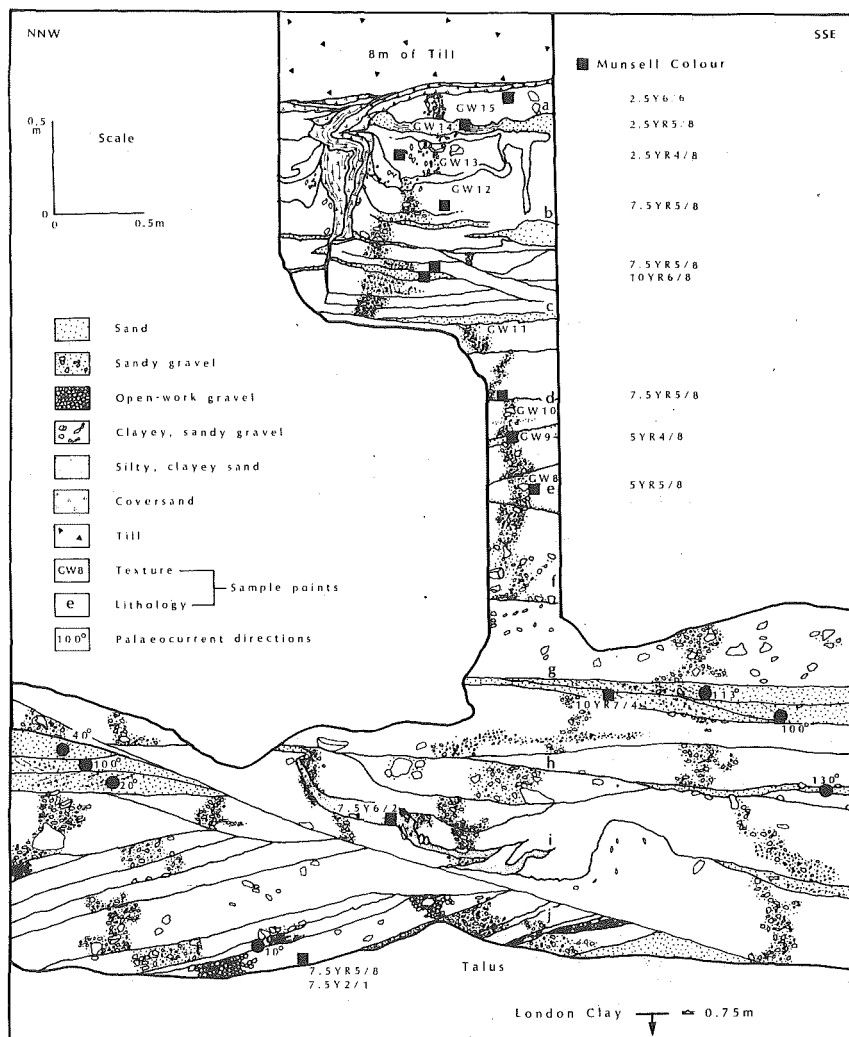 NNW
SSE
8m of Till
Munsell Colour
GW15
a
2.5Y6/6
0.5
m
Scale
GW14
2.5YR5/8
GW13
2.5YR4/8
GW12
0
0.5m
b
7.5YR5/8
7.5YR5/8
10YR6/8
c
GW11
Sand
Sandy gravel
Open-work gravel
Clayey, sandy gravel
Silty, clayey sand
Coversand
Till
GW8 Texture
Sample points
e Lithology
100° Palaeocurrent directions
d
7.5YR5/8
GW10
GW9
5YR4/8
GW8
e
5YR5/8
f
g
113°
10YR7/4
100°
40°
100°
20°
h
130°
7.5Y6/2
i
j
10°
7.5YR5/8
7.5Y2/1
Talus
London Clay ≏ 0.75m